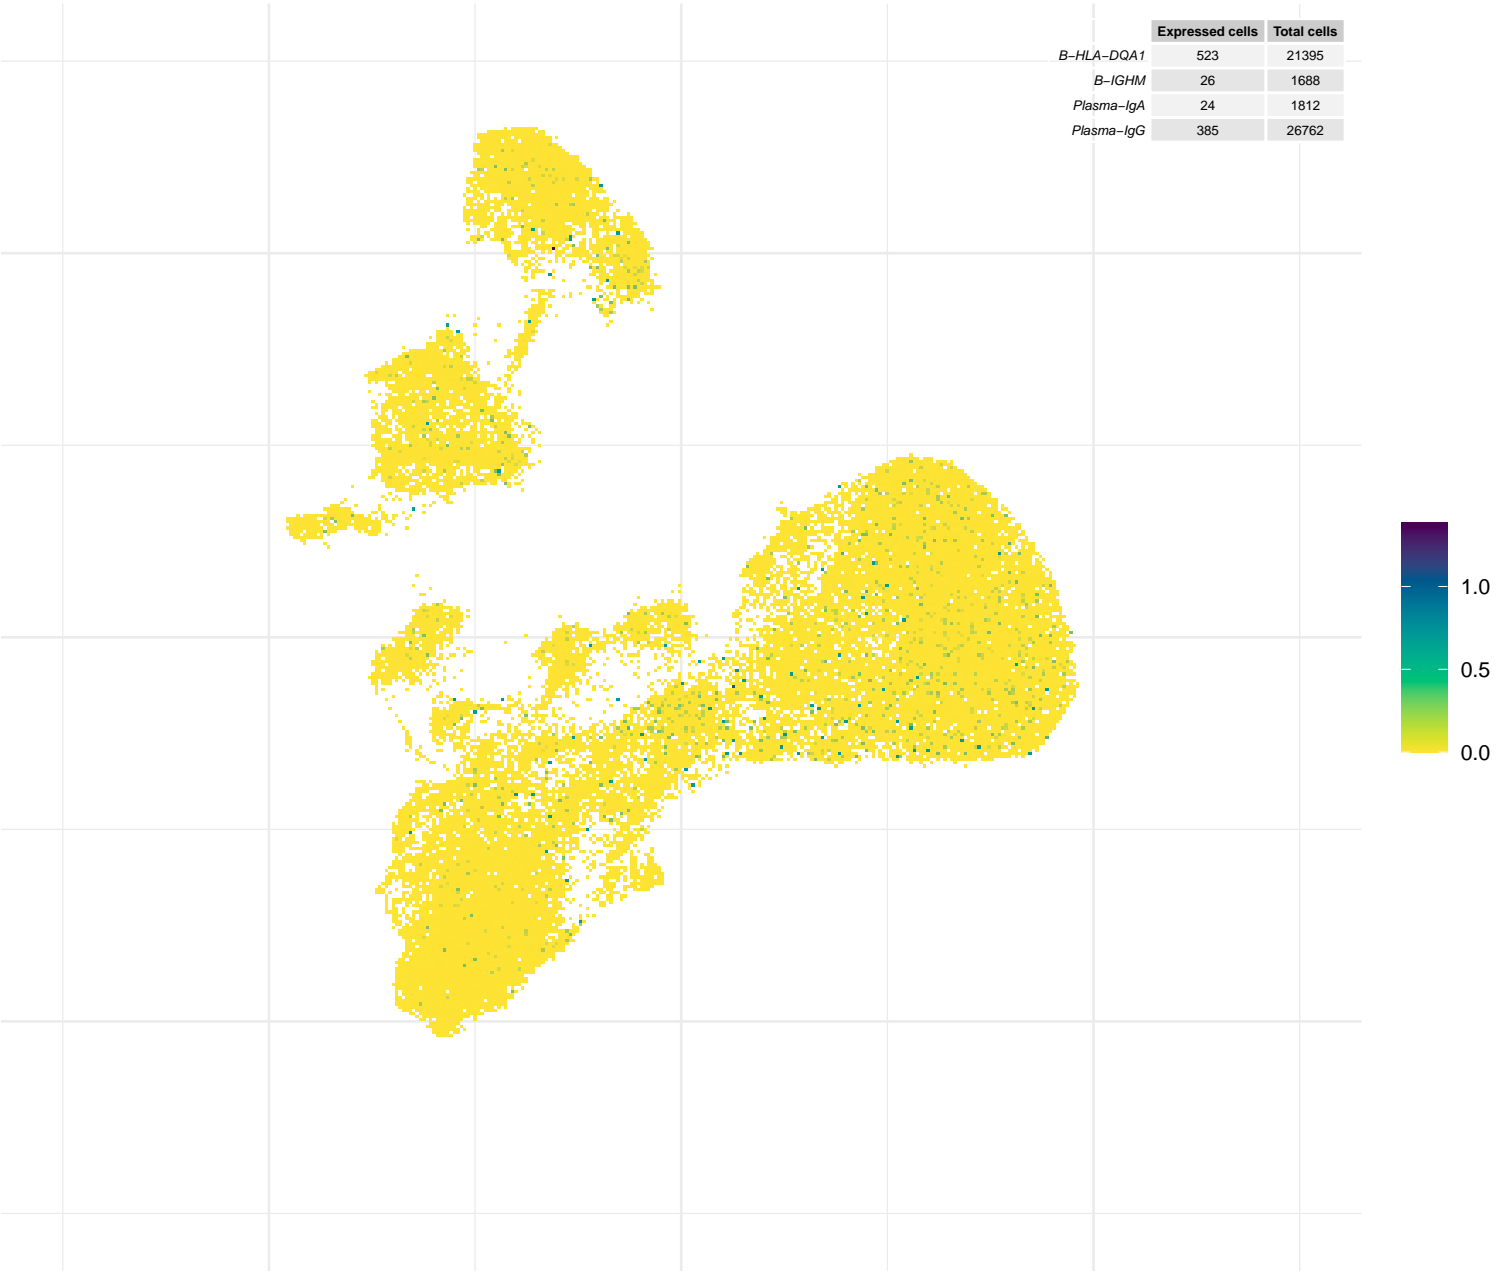 Expressed cells Total cells
B−HLA−DQA1 523 21395
B−IGHM 26 1688
Plasma−IgA 24 1812
Plasma−IgG 385 26762
1.0
0.5
0.0